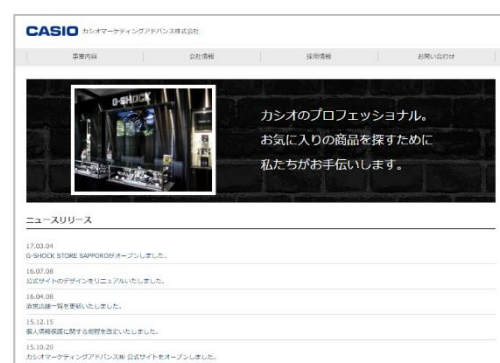 CASIO カシオマーケティングアドバンス株式会社
事業内容 会社情報 採用情報 お問い合わせ
G-SHOCK
カシオのプロフェッショナル。
お気に入りの商品を探すために
私たちがお手伝いします。
ニュースリリース
17.03.04
G-SHOCK STORE SAPPOROがオープンしました。
16.07.08
公式サイトのデザインをリニューアルいたしました。
16.04.08
直営店舗一覧を更新いたしました。
15.12.15
個人情報保護に関する規程を改定いたしました。
15.10.20
カシオマーケティングアドバンス㈱ 公式サイトをオープンしました。